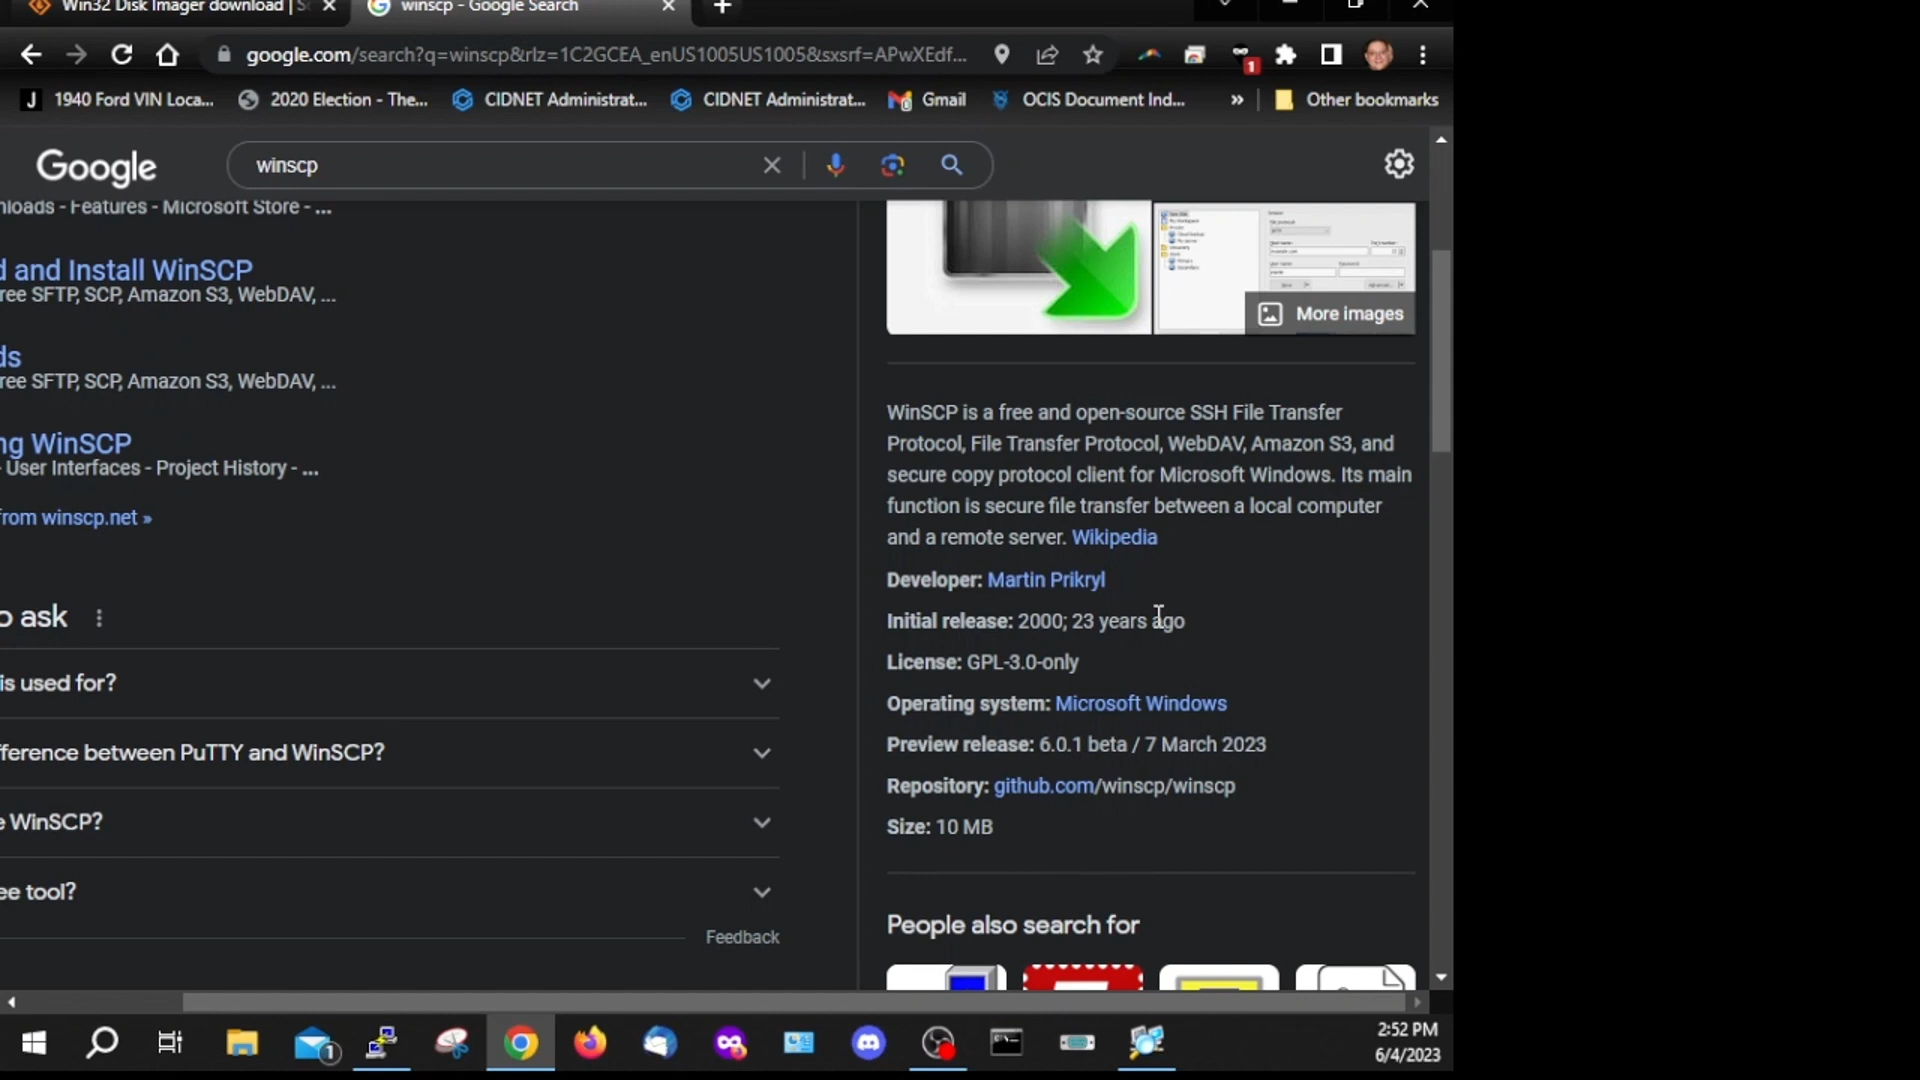 Win32 Disk Imager download |
winscp - Google Search
google.com/search?q=winscp&rlz=1C2GCEA_enUS1005US1005&sxsrf=APwXEdf...
1
J 1940 Ford VIN Loca...
2020 Election - The...
CIDNET Administrat...
CIDNET Administrat...
Gmail
OCIS Document Ind...
»
Other bookmarks
Google
winscp
nloads - Features - Microsoft Store - ...
d and Install WinSCP
ree SFTP, SCP, Amazon S3, WebDAV, ...
ds
ree SFTP, SCP, Amazon S3, WebDAV, ...
ng WinSCP
- User Interfaces - Project History - ...
from winscp.net »
o ask
is used for?
fference between PuTTY and WinSCP?
e WinSCP?
ee tool?
Feedback
More images
WinSCP is a free and open-source SSH File Transfer
Protocol, File Transfer Protocol, WebDAV, Amazon S3, and
secure copy protocol client for Microsoft Windows. Its main
function is secure file transfer between a local computer
and a remote server. Wikipedia
Developer: Martin Prikryl
Initial release: 2000; 23 years ago
License: GPL-3.0-only
Operating system: Microsoft Windows
Preview release: 6.0.1 beta / 7 March 2023
Repository: github.com/winscp/winscp
Size: 10 MB
People also search for
1
2:52 PM
6/4/2023